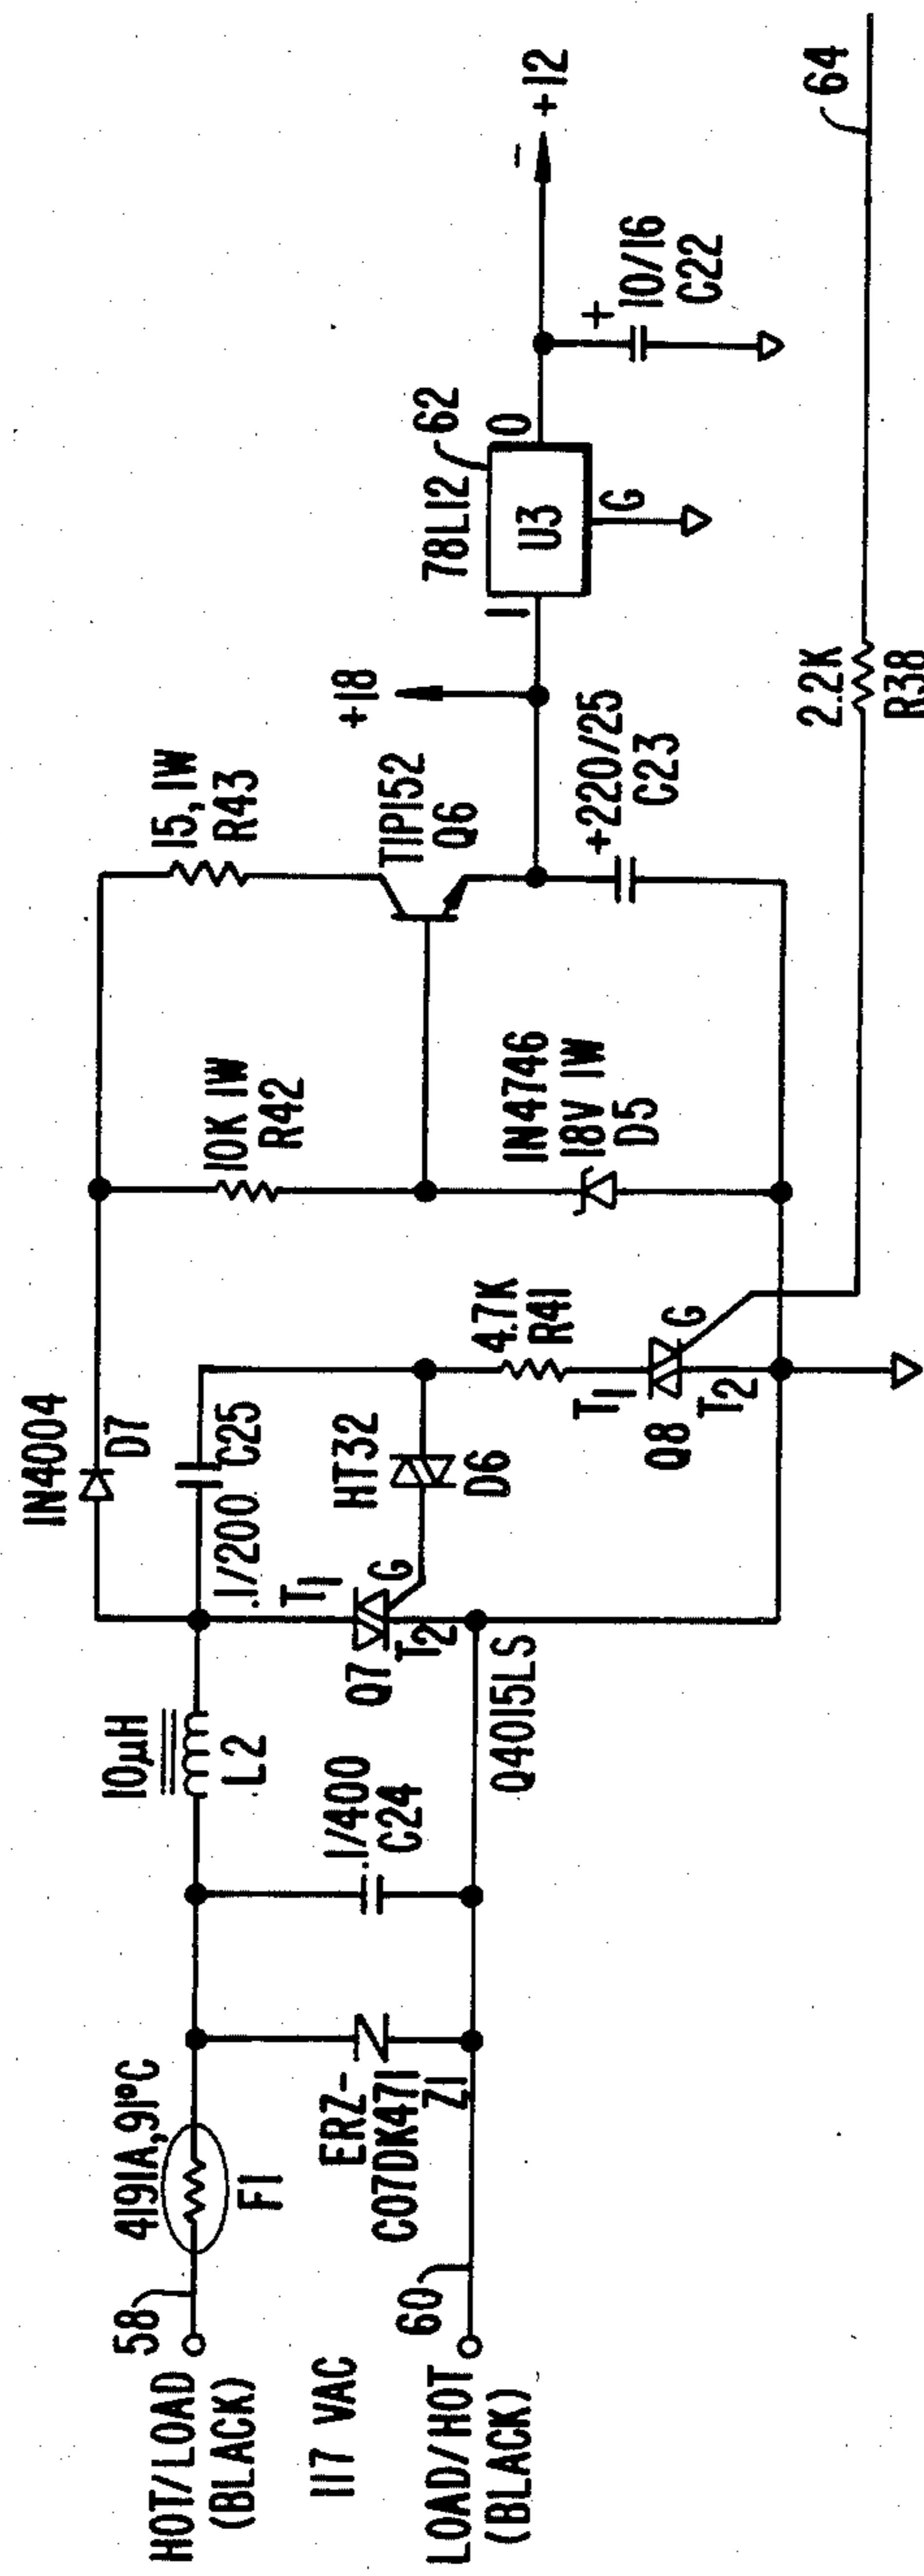 HOT/LOAD
(BLACK)
58
117 VAC
60
LOAD/HOT
(BLACK)
4191A,91°C
F1
ERZ-
C07DK471
Z1
10µH
L2
.1/400
C24
IN4004
D7
.1/200 C25
T1
Q7
G
T2
Q4015LS
HT32
D6
4.7K
R41
T1
Q8
G
T2
10K 1W
R42
IN4746
18V 1W
D5
15, 1W
R43
TIP152
Q6
+220/25
C23
+18
78L12
62
I
U3
O
G
+
10/16
C22
–
+12
2.2K
R38
64